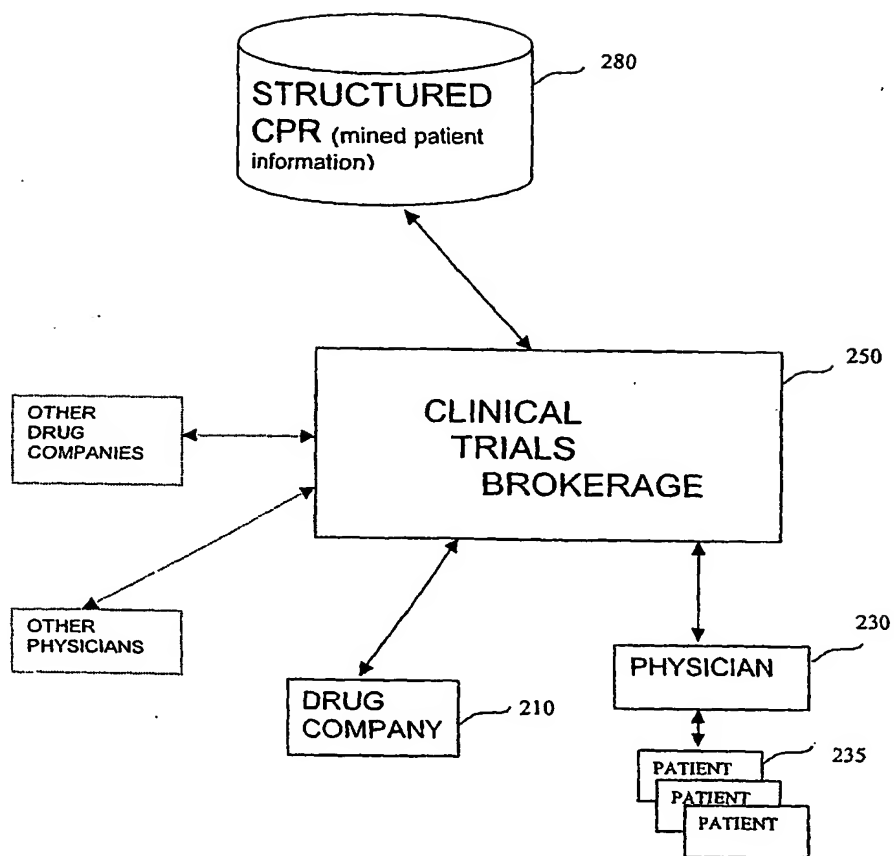 280
STRUCTURED
CPR (mined patient
information)
250
CLINICAL
TRIALS
BROKERAGE
OTHER
DRUG
COMPANIES
OTHER
PHYSICIANS
230
PHYSICIAN
DRUG
COMPANY
210
235
PATIENT
PATIENT
PATIENT